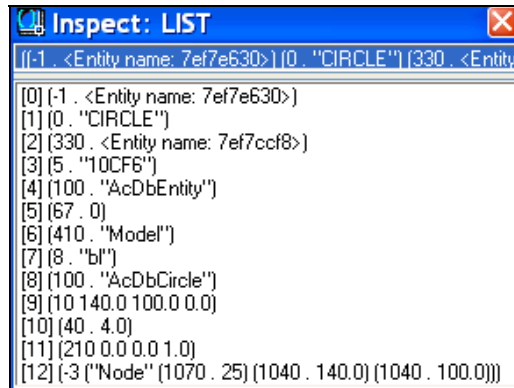 Inspect: LIST
((-1 . <Entity name: 7ef7e630>) (0 . "CIRCLE") (330 . <Entity
[0] (-1 . <Entity name: 7ef7e630>)
[1] (0 . "CIRCLE")
[2] (330 . <Entity name: 7ef7ccf8>)
[3] (5 . "10CF6")
[4] (100 . "AcDbEntity")
[5] (67 . 0)
[6] (410 . "Model")
[7] (8 . "bl")
[8] (100 . "AcDbCircle")
[9] (10 140.0 100.0 0.0)
[10] (40 . 4.0)
[11] (210 0.0 0.0 1.0)
[12] (-3 ("Node" (1070 . 25) (1040 . 140.0) (1040 . 100.0)))